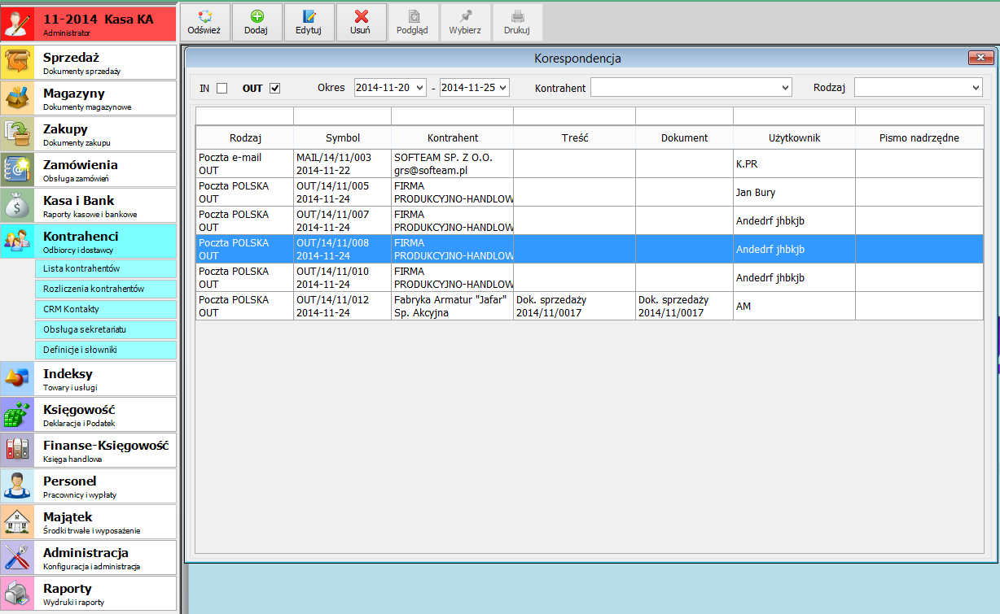 11-2014 Kasa KA
Administrator
Sprzedaż
Dokumenty sprzedaży
Magazyny
Dokumenty magazynowe
Zakupy
Dokumenty zakupu
Zamówienia
Obsługa zamówień
Kasa i Bank
Raporty kasowe i bankowe
Kontrahenci
Odbiorcy i dostawcy
Lista kontrahentów
Rozliczenia kontrahentów
CRM Kontakty
Obsługa sekretariatu
Definicje i słowniki
Indeksy
Towary i usługi
Księgowość
Deklaracje i Podatek
Finanse-Księgowość
Księga handlowa
Personel
Pracownicy i wypłaty
Majątek
Środki trwałe i wyposażenie
Administracja
Konfiguracja i administracja
Raporty
Wydruki i raporty
Odśwież Dodaj Edytuj Usuń Podgląd Wybierz Drukuj
Korespondencja
IN OUT Okres 2014-11-20 - 2014-11-25 Kontrahent Rodzaj
Rodzaj Symbol Kontrahent Treść Dokument Użytkownik Pismo nadrzędne
Poczta e-mail MAIL/14/11/003 SOFTEAM SP. Z O.O.
OUT 2014-11-22 grs@softeam.pl K.PR
Poczta POLSKA OUT/14/11/005 FIRMA
OUT 2014-11-24 PRODUKCYJNO-HANDLOW Jan Bury
Poczta POLSKA OUT/14/11/007 FIRMA
OUT 2014-11-24 PRODUKCYJNO-HANDLOW Andedrf jhbkjb
Poczta POLSKA OUT/14/11/008 FIRMA
OUT 2014-11-24 PRODUKCYJNO-HANDLOW Andedrf jhbkjb
Poczta POLSKA OUT/14/11/010 FIRMA
OUT 2014-11-24 PRODUKCYJNO-HANDLOW Andedrf jhbkjb
Poczta POLSKA OUT/14/11/012 Fabryka Armatur "Jafar" Dok. sprzedaży Dok. sprzedaży
OUT 2014-11-24 Sp. Akcyjna 2014/11/0017 2014/11/0017 AM